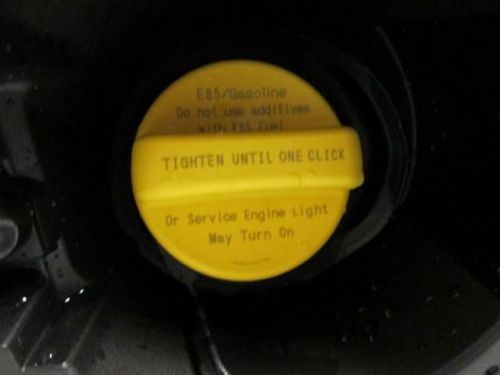 E85/Gasoline
Do not use additives
with E85 Fuel
TIGHTEN UNTIL ONE CLICK
Or Service Engine Light
May Turn On